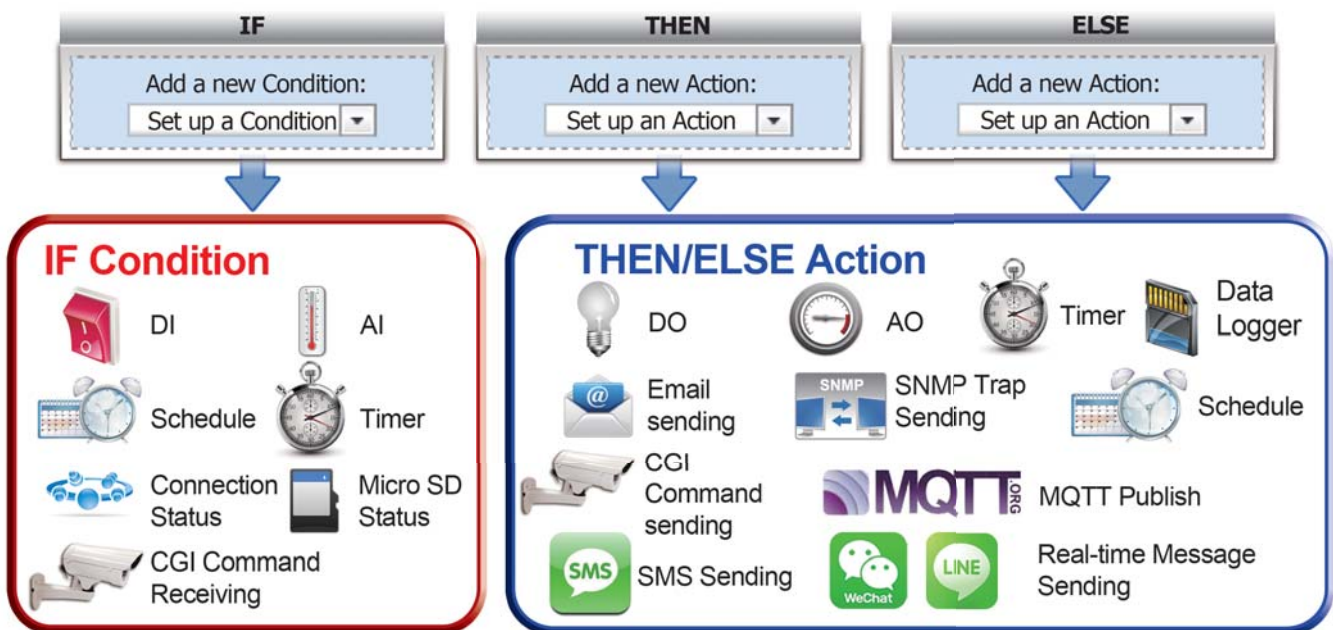 IF
THEN
ELSE
Add a new Condition:
Set up a Condition
Add a new Action:
Set up an Action
Add a new Action:
Set up an Action
IF Condition
DI
AI
Schedule
Timer
Connection
Status
Micro SD
Status
CGI Command
Receiving
THEN/ELSE Action
DO
AO
Timer
Data
Logger
@
Email
sending
SNMP
SNMP Trap
Sending
Schedule
CGI
Command
sending
MQTT.ORG
MQTT Publish
SMS
SMS Sending
WeChat
LINE
Real-time Message
Sending